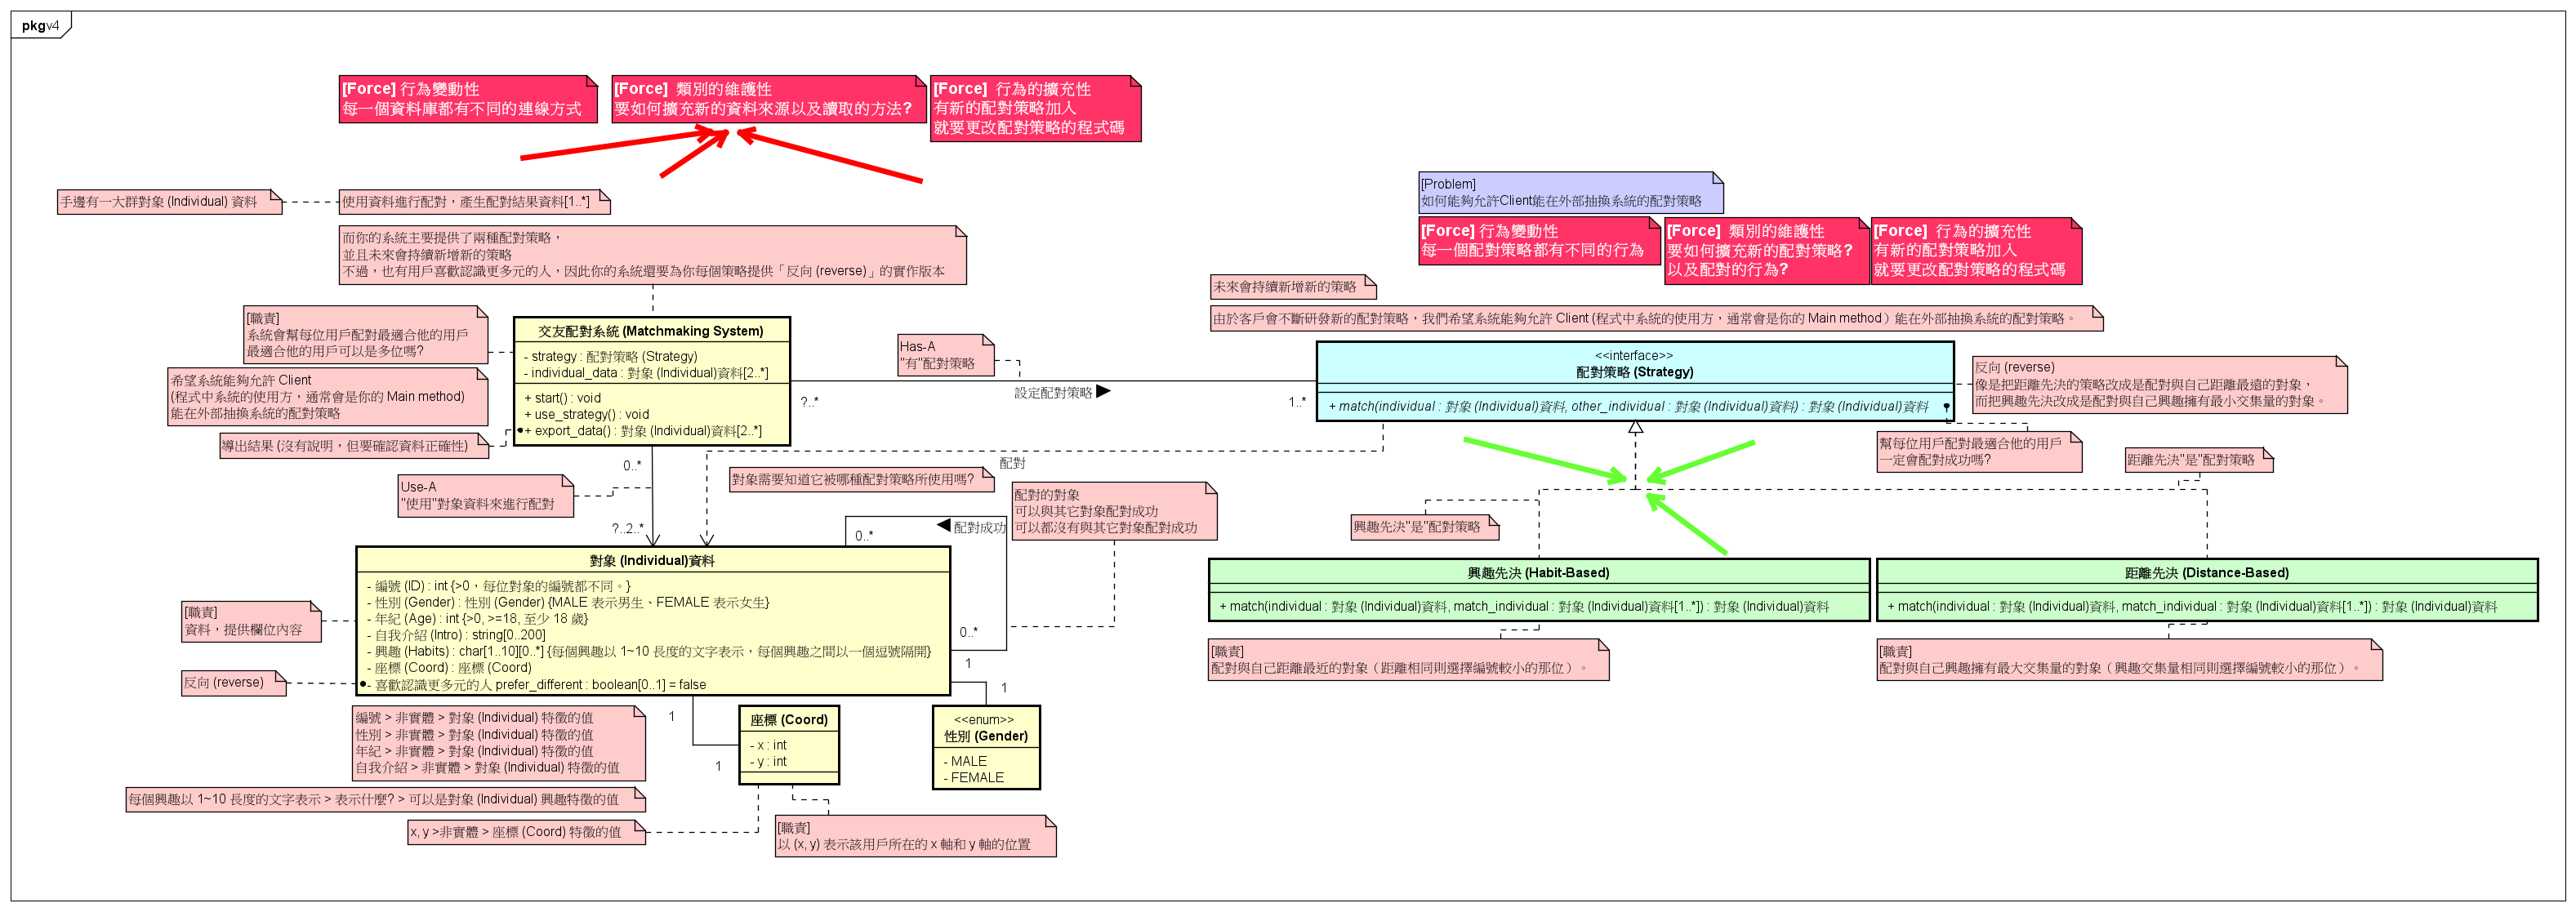 pkg v4
[Force] 行為變動性
每一個資料庫都有不同的連線方式
[Force]  類別的維護性
要如何擴充新的資料來源以及讀取的方法?
[Force]  行為的擴充性
有新的配對策略加入
就要更改配對策略的程式碼
手邊有一大群對象 (Individual) 資料
使用資料進行配對，產生配對結果資料[1..*]
而你的系統主要提供了兩種配對策略，
並且未來會持續新增新的策略
不過，也有用戶喜歡認識更多元的人，因此你的系統還要為你每個策略提供「反向 (reverse)」的實作版本
[Problem]
如何能夠允許Client能在外部抽換系統的配對策略
[Force] 行為變動性
每一個配對策略都有不同的行為
[Force]  類別的維護性
要如何擴充新的配對策略?
以及配對的行為?
[Force]  行為的擴充性
有新的配對策略加入
就要更改配對策略的程式碼
未來會持續新增新的策略
由於客戶會不斷研發新的配對策略，我們希望系統能夠允許 Client (程式中系統的使用方，通常會是你的 Main method）能在外部抽換系統的配對策略。
[職責]
系統會幫每位用戶配對最適合他的用戶
最適合他的用戶可以是多位嗎?
希望系統能夠允許 Client
(程式中系統的使用方，通常會是你的 Main method)
能在外部抽換系統的配對策略
導出結果 (沒有說明，但要確認資料正確性)
交友配對系統 (Matchmaking System)
- strategy : 配對策略 (Strategy)
- individual_data : 對象 (Individual)資料[2..*]
+ start() : void
+ use_strategy() : void
+ export_data() : 對象 (Individual)資料[2..*]
Has-A
"有"配對策略
設定配對策略
?..*
1..*
<<interface>>
配對策略 (Strategy)
+ match(individual : 對象 (Individual)資料, other_individual : 對象 (Individual)資料) : 對象 (Individual)資料
反向 (reverse)
像是把距離先決的策略改成是配對與自己距離最遠的對象，
而把興趣先決改成是配對與自己興趣擁有最小交集量的對象。
幫每位用戶配對最適合他的用戶
一定會配對成功嗎?
距離先決"是"配對策略
興趣先決"是"配對策略
0..*
Use-A
"使用"對象資料來進行配對
?..2..*
配對
對象需要知道它被哪種配對策略所使用嗎?
配對的對象
可以與其它對象配對成功
可以都沒有與其它對象配對成功
配對成功
0..*
0..*
對象 (Individual)資料
- 編號 (ID) : int {>0，每位對象的編號都不同。}
- 性別 (Gender) : 性別 (Gender) {MALE 表示男生、FEMALE 表示女生}
- 年紀 (Age) : int {>0, >=18, 至少 18 歲}
- 自我介紹 (Intro) : string[0..200]
- 興趣 (Habits) : char[1..10][0..*] {每個興趣以 1~10 長度的文字表示，每個興趣之間以一個逗號隔開}
- 座標 (Coord) : 座標 (Coord)
- 喜歡認識更多元的人 prefer_different : boolean[0..1] = false
[職責]
資料，提供欄位內容
反向 (reverse)
興趣先決 (Habit-Based)
+ match(individual : 對象 (Individual)資料, match_individual : 對象 (Individual)資料[1..*]) : 對象 (Individual)資料
距離先決 (Distance-Based)
+ match(individual : 對象 (Individual)資料, match_individual : 對象 (Individual)資料[1..*]) : 對象 (Individual)資料
[職責]
配對與自己距離最近的對象（距離相同則選擇編號較小的那位）。
[職責]
配對與自己興趣擁有最大交集量的對象（興趣交集量相同則選擇編號較小的那位）。
1
1
1
1
編號 > 非實體 > 對象 (Individual) 特徵的值
性別 > 非實體 > 對象 (Individual) 特徵的值
年紀 > 非實體 > 對象 (Individual) 特徵的值
自我介紹 > 非實體 > 對象 (Individual) 特徵的值
每個興趣以 1~10 長度的文字表示 > 表示什麼? > 可以是對象 (Individual) 興趣特徵的值
x, y >非實體 > 座標 (Coord) 特徵的值
座標 (Coord)
- x : int
- y : int
<<enum>>
性別 (Gender)
- MALE
- FEMALE
[職責]
以 (x, y) 表示該用戶所在的 x 軸和 y 軸的位置